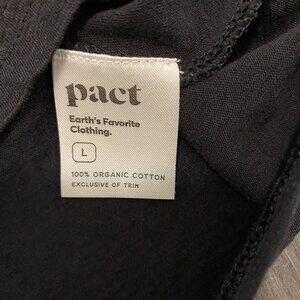 pact
Earth's Favorite
Clothing.
L
100% ORGANIC COTTON
EXCLUSIVE OF TRIM